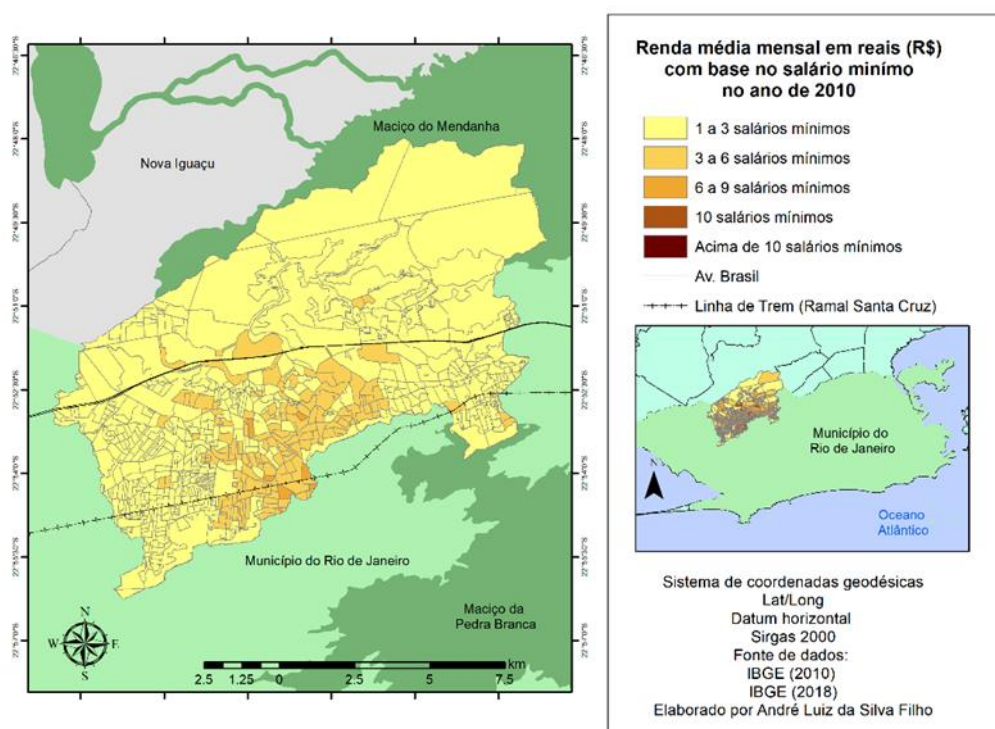 Maciço do Mendanha
Nova Iguaçu
Município do Rio de Janeiro
Maciço da
Pedra Branca
N
W E
S
km
2.5 1.25 0 2.5 5 7.5
Renda média mensal em reais (R$)
com base no salário minímo
no ano de 2010
1 a 3 salários mínimos
3 a 6 salários mínimos
6 a 9 salários mínimos
10 salários mínimos
Acima de 10 salários mínimos
Av. Brasil
Linha de Trem (Ramal Santa Cruz)
Município do
Rio de Janeiro
N
Oceano
Atlântico
Sistema de coordenadas geodésicas
Lat/Long
Datum horizontal
Sirgas 2000
Fonte de dados:
IBGE (2010)
IBGE (2018)
Elaborado por André Luiz da Silva Filho